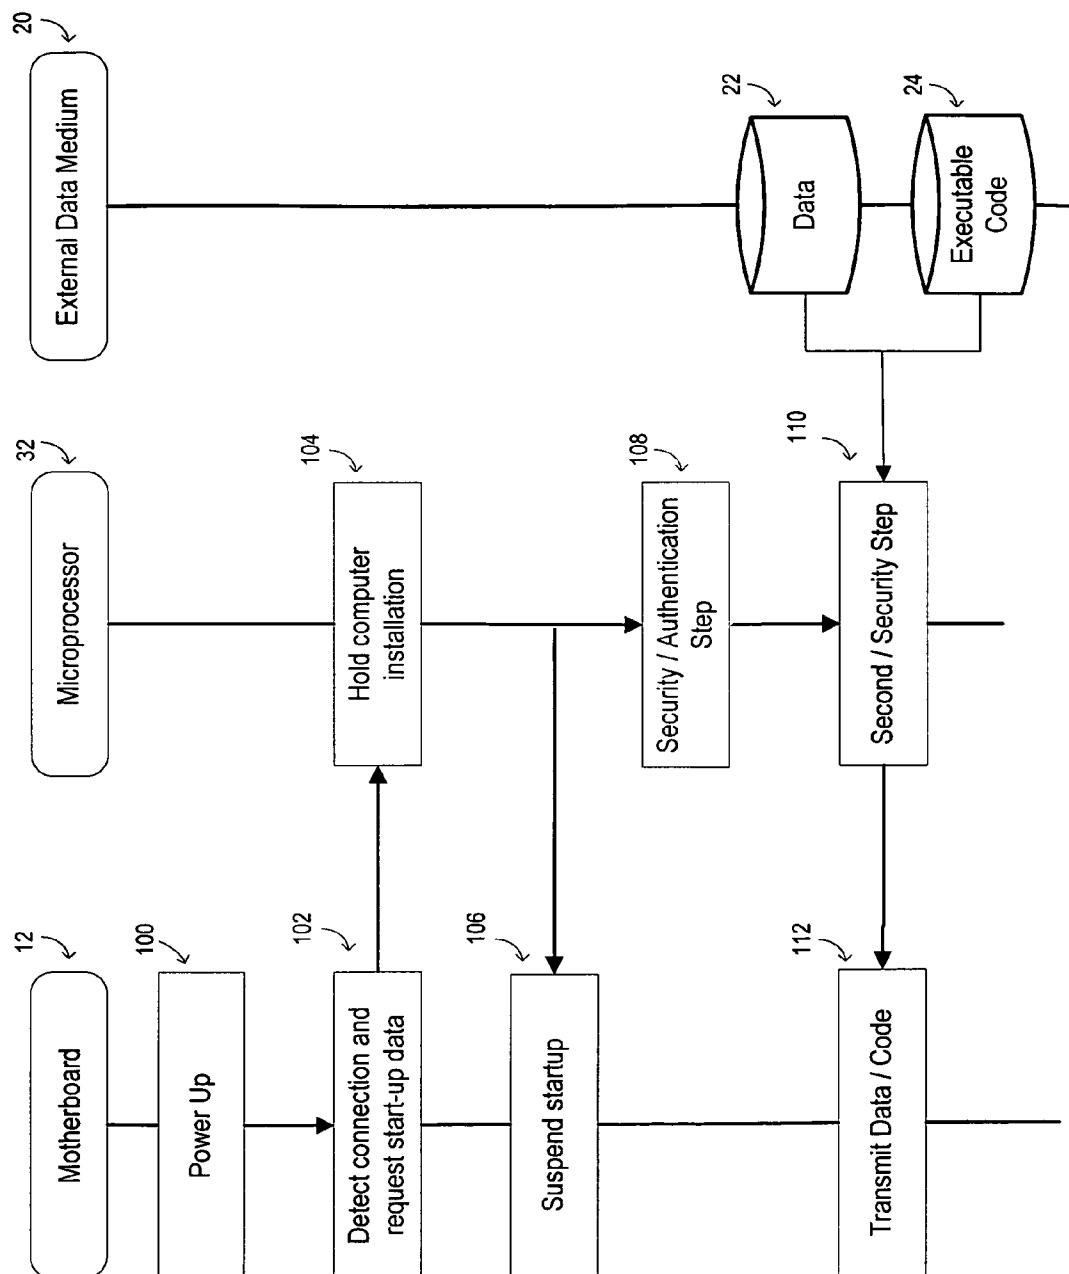 12
Motherboard
32
Microprocessor
20
External Data Medium
100
Power Up
102
Detect connection and
request start-up data
104
Hold computer
installation
106
Suspend startup
108
Security / Authentication
Step
22
Data
24
Executable
Code
110
Second / Security Step
112
Transmit Data / Code